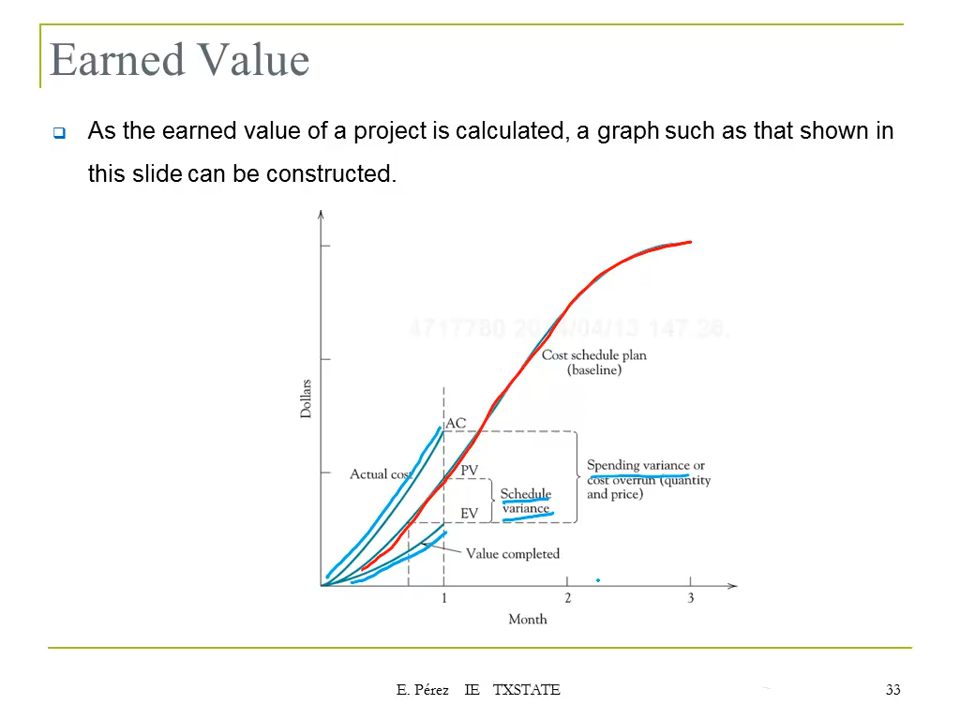 Earned Value
As the earned value of a project is calculated, a graph such as that shown in
this slide can be constructed.
Cost schedule plan
(baseline)
Dollars
AC
Actual cost
PV
Spending variance or
cost overrun (quantity
and price)
Schedule
variance
EV
Value completed
1
2
3
Month
E. Pérez IE TXSTATE
33